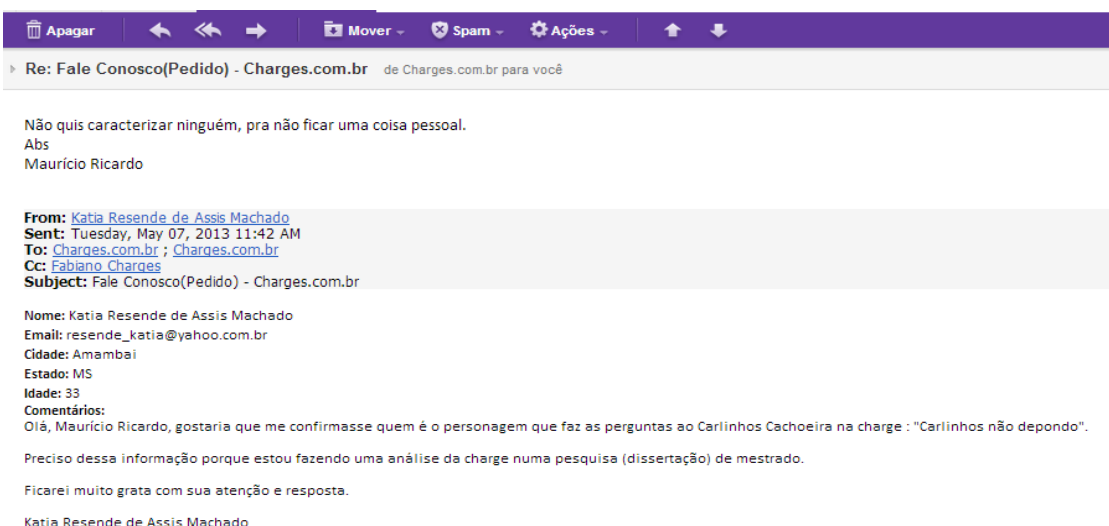 Apagar Mover Spam Ações
Re: Fale Conosco(Pedido) - Charges.com.br de Charges.com.br para você
Não quis caracterizar ninguém, pra não ficar uma coisa pessoal.
Abs
Maurício Ricardo
From: Katia Resende de Assis Machado
Sent: Tuesday, May 07, 2013 11:42 AM
To: Charges.com.br ; Charges.com.br
Cc: Fabiano Charges
Subject: Fale Conosco(Pedido) - Charges.com.br
Nome: Katia Resende de Assis Machado
Email: resende_katia@yahoo.com.br
Cidade: Amambai
Estado: MS
Idade: 33
Comentários:
Olá, Maurício Ricardo, gostaria que me confirmasse quem é o personagem que faz as perguntas ao Carlinhos Cachoeira na charge : "Carlinhos não depondo".
Preciso dessa informação porque estou fazendo uma análise da charge numa pesquisa (dissertação) de mestrado.
Ficarei muito grata com sua atenção e resposta.
Katia Resende de Assis Machado